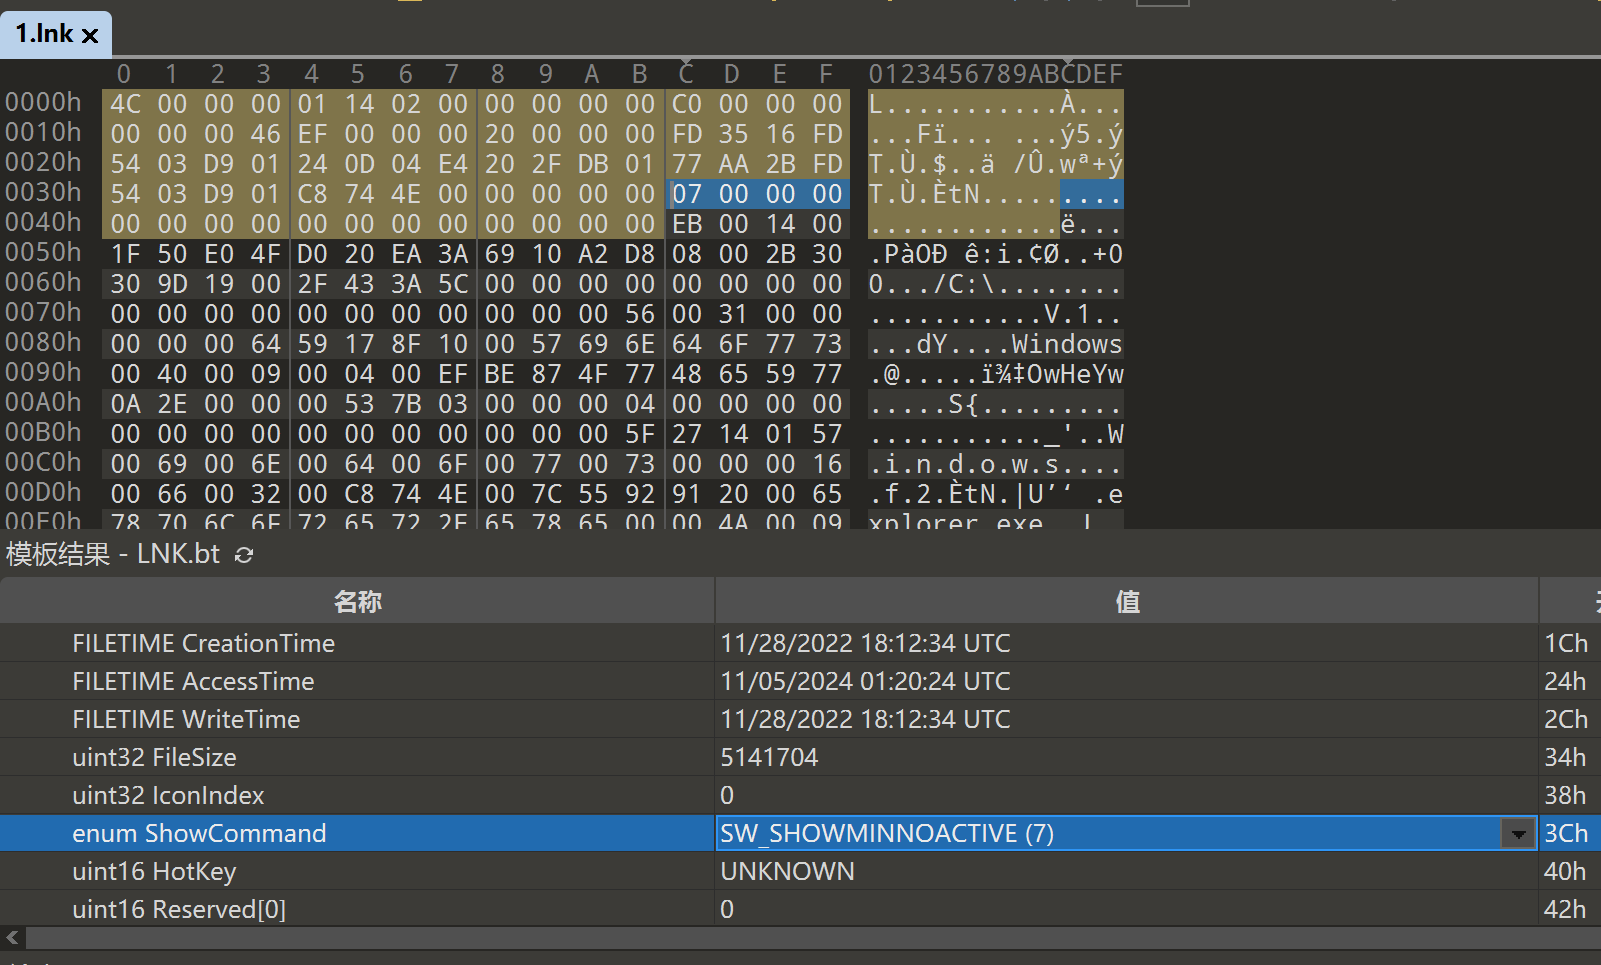 1.lnk
0 1 2 3 4 5 6 7 8 9 A B C D E F 0123456789ABCDEF
0000h 4C 00 00 00 01 14 02 00 00 00 00 00 C0 00 00 00 L...........À...
0010h 00 00 00 46 EF 00 00 00 20 00 00 00 FD 35 16 FD ...Fï... ...ý5.ý
0020h 54 03 D9 01 24 0D 04 E4 20 2F DB 01 77 AA 2B FD T.Ù.$..ä /Û.wª+ý
0030h 54 03 D9 01 C8 74 4E 00 00 00 00 00 07 00 00 00 T.Ù.ÈtN.........
0040h 00 00 00 00 00 00 00 00 00 00 00 00 EB 00 14 00 ............ë...
0050h 1F 50 E0 4F D0 20 EA 3A 69 10 A2 D8 08 00 2B 30 .PàOÐ ê:i.¢Ø..+0
0060h 30 9D 19 00 2F 43 3A 5C 00 00 00 00 00 00 00 00 0.../C:\........
0070h 00 00 00 00 00 00 00 00 00 00 00 56 00 31 00 00 ...........V.1..
0080h 00 00 00 64 59 17 8F 10 00 57 69 6E 64 6F 77 73 ...dY....Windows
0090h 00 40 00 09 00 04 00 EF BE 87 4F 77 48 65 59 77 .@.....ï¾‡OwHeYw
00A0h 0A 2E 00 00 00 53 7B 03 00 00 00 04 00 00 00 00 .....S{.........
00B0h 00 00 00 00 00 00 00 00 00 00 00 5F 27 14 01 57 ..........._'..W
00C0h 00 69 00 6E 00 64 00 6F 00 77 00 73 00 00 00 16 .i.n.d.o.w.s....
00D0h 00 66 00 32 00 C8 74 4E 00 7C 55 92 91 20 00 65 .f.2.ÈtN.|U’‘ .e
00E0h 78 70 6C 6F 72 65 72 2E 65 78 65 00 00 4A 00 09 xplorer.exe..J..
模板结果 - LNK.bt
名称 值
FILETIME CreationTime 11/28/2022 18:12:34 UTC 1Ch
FILETIME AccessTime 11/05/2024 01:20:24 UTC 24h
FILETIME WriteTime 11/28/2022 18:12:34 UTC 2Ch
uint32 FileSize 5141704 34h
uint32 IconIndex 0 38h
enum ShowCommand SW_SHOWMINNOACTIVE (7) 3Ch
uint16 HotKey UNKNOWN 40h
uint16 Reserved[0] 0 42h